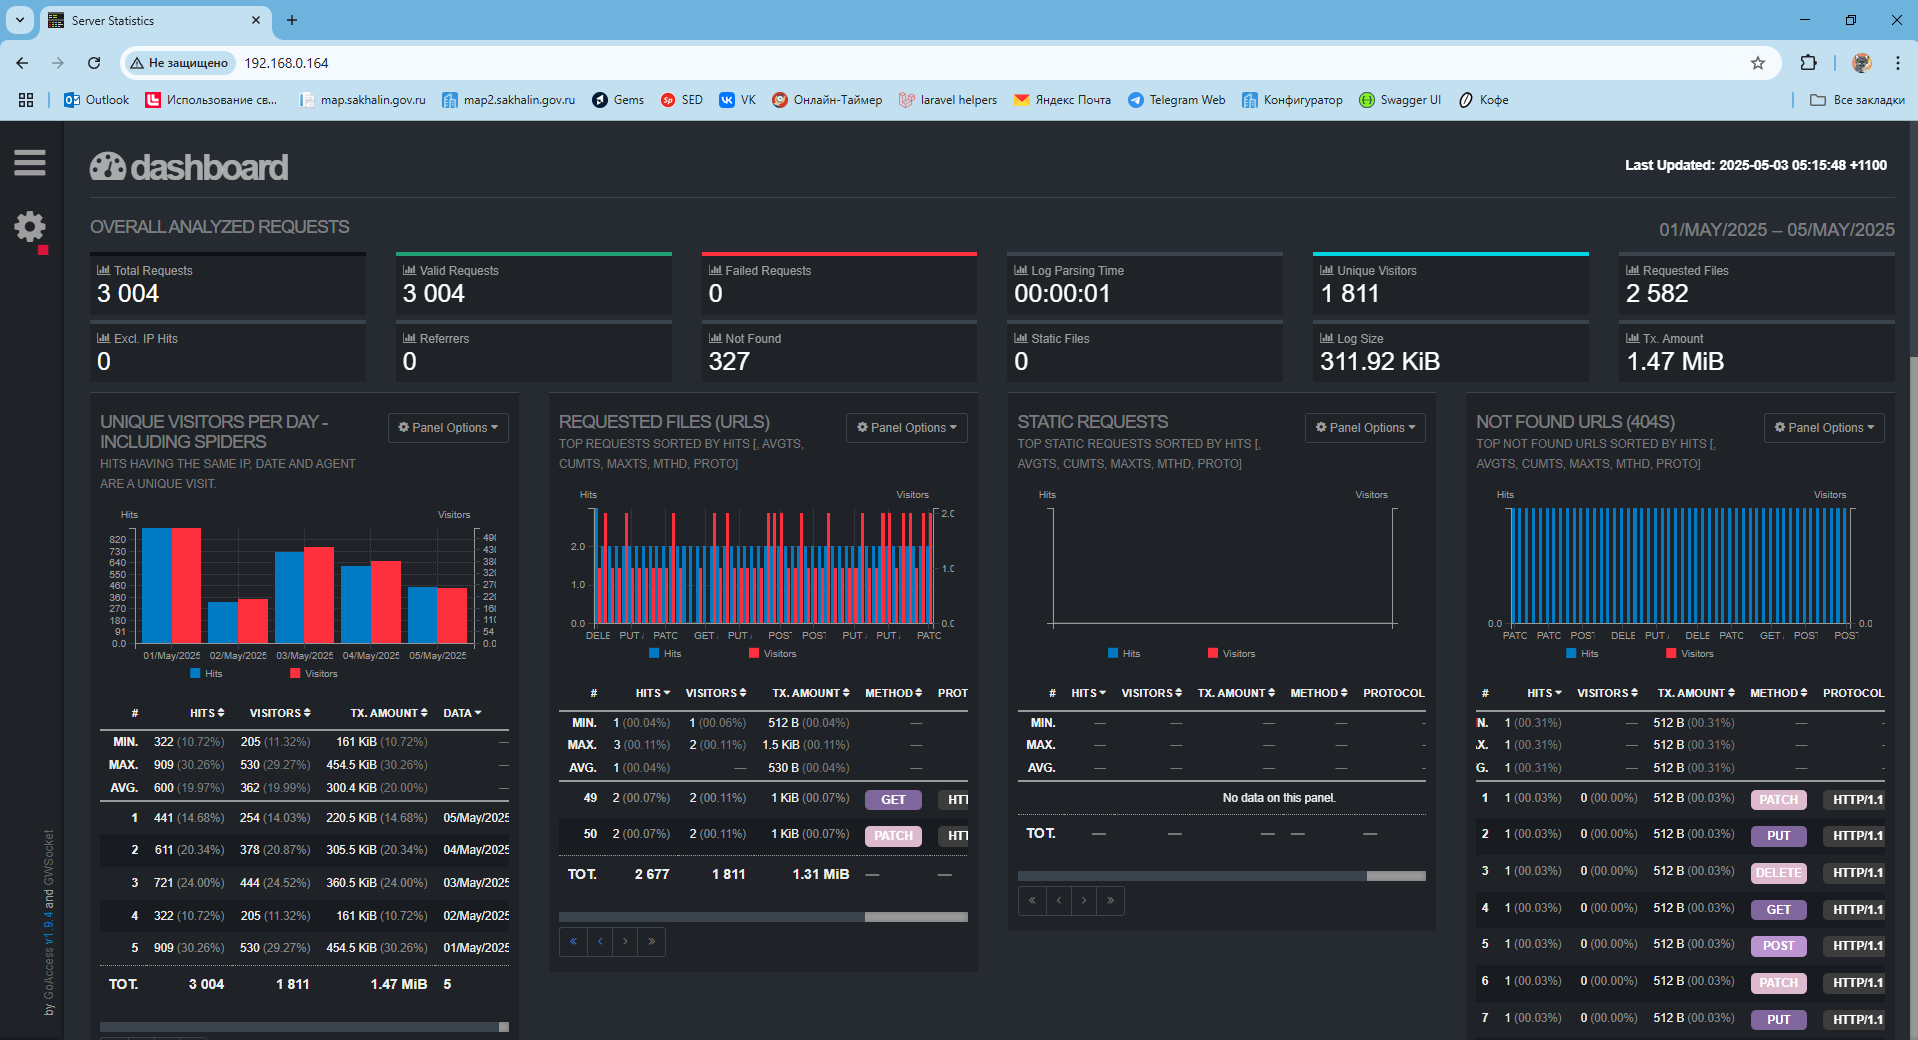 Server Statistics
Не защищено
192.168.0.164
Outlook
Использование св...
map.sakhalin.gov.ru
map2.sakhalin.gov.ru
Gems
SED
VK
Онлайн-Таймер
laravel helpers
Яндекс Почта
Telegram Web
Конфигуратор
Swagger UI
Кофе
Все закладки
dashboard
Last Updated: 2025-05-03 05:15:48 +1100
OVERALL ANALYZED REQUESTS
01/MAY/2025 – 05/MAY/2025
Total Requests
3 004
Valid Requests
3 004
Failed Requests
0
Log Parsing Time
00:00:01
Unique Visitors
1 811
Requested Files
2 582
Excl. IP Hits
0
Referrers
0
Not Found
327
Static Files
0
Log Size
311.92 KiB
Tx. Amount
1.47 MiB
UNIQUE VISITORS PER DAY -
INCLUDING SPIDERS
Panel Options
HITS HAVING THE SAME IP, DATE AND AGENT
ARE A UNIQUE VISIT.
Hits
Visitors
820
730
640
550
460
360
270
180
91
0.0
490
430
380
320
270
220
160
110
54
0.0
01/May/2025 02/May/2025 03/May/2025 04/May/2025 05/May/2025
Hits Visitors
# HITS VISITORS TX. AMOUNT DATA
MIN. 322 (10.72%) 205 (11.32%) 161 KiB (10.72%) —
MAX. 909 (30.26%) 530 (29.27%) 454.5 KiB (30.26%) —
AVG. 600 (19.97%) 362 (19.99%) 300.4 KiB (20.00%) —
1 441 (14.68%) 254 (14.03%) 220.5 KiB (14.68%) 05/May/2025
2 611 (20.34%) 378 (20.87%) 305.5 KiB (20.34%) 04/May/2025
3 721 (24.00%) 444 (24.52%) 360.5 KiB (24.00%) 03/May/2025
4 322 (10.72%) 205 (11.32%) 161 KiB (10.72%) 02/May/2025
5 909 (30.26%) 530 (29.27%) 454.5 KiB (30.26%) 01/May/2025
TOT. 3 004 1 811 1.47 MiB 5
REQUESTED FILES (URLS)
Panel Options
TOP REQUESTS SORTED BY HITS [, AVGTS,
CUMTS, MAXTS, MTHD, PROTO]
Hits
Visitors
2.0
1.0
0.0
2.0
1.0
0.0
DELE PUT PATC GET PUT POST POST PUT PUT PATC
Hits Visitors
# HITS VISITORS TX. AMOUNT METHOD PROT
MIN. 1 (00.04%) 1 (00.06%) 512 B (00.04%) —
MAX. 3 (00.11%) 2 (00.11%) 1.5 KiB (00.11%) —
AVG. 1 (00.04%) — 530 B (00.04%) —
49 2 (00.07%) 2 (00.11%) 1 KiB (00.07%) GET HTT
50 2 (00.07%) 2 (00.11%) 1 KiB (00.07%) PATCH HTT
TOT. 2 677 1 811 1.31 MiB — —
« ‹ › »
STATIC REQUESTS
Panel Options
TOP STATIC REQUESTS SORTED BY HITS [,
AVGTS, CUMTS, MAXTS, MTHD, PROTO]
Hits
Visitors
Hits Visitors
# HITS VISITORS TX. AMOUNT METHOD PROTOCOL
MIN. — — — — -
MAX. — — — — -
AVG. — — — — -
No data on this panel.
TOT. — — — — —
« ‹ › »
NOT FOUND URLS (404S)
Panel Options
TOP NOT FOUND URLS SORTED BY HITS [,
AVGTS, CUMTS, MAXTS, MTHD, PROTO]
Hits
Visitors
0.0
0.0
PATC PATC POST DELE PUT DELE PATC GET POST POS
Hits Visitors
# HITS VISITORS TX. AMOUNT METHOD PROTOCOL
N. 1 (00.31%) — 512 B (00.31%) — -
X. 1 (00.31%) — 512 B (00.31%) — -
G. 1 (00.31%) — 512 B (00.31%) — -
1 1 (00.03%) 0 (00.00%) 512 B (00.03%) PATCH HTTP/1.1
2 1 (00.03%) 0 (00.00%) 512 B (00.03%) PUT HTTP/1.1
3 1 (00.03%) 0 (00.00%) 512 B (00.03%) DELETE HTTP/1.1
4 1 (00.03%) 0 (00.00%) 512 B (00.03%) GET HTTP/1.1
5 1 (00.03%) 0 (00.00%) 512 B (00.03%) POST HTTP/1.1
6 1 (00.03%) 0 (00.00%) 512 B (00.03%) PATCH HTTP/1.1
7 1 (00.03%) 0 (00.00%) 512 B (00.03%) PUT HTTP/1.1
by GoAccess v1.9.4 and GWSocket